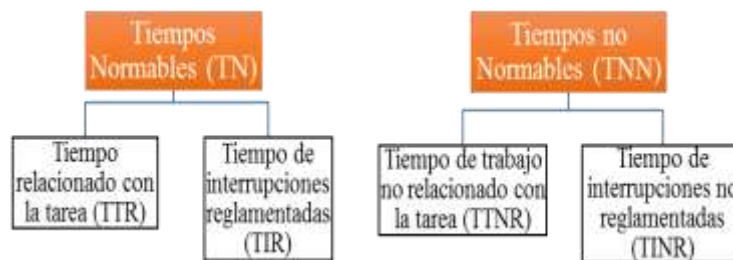 Tiempos
Normables (TN)
Tiempos no
Normables (TNN)
Tiempo
relacionado con
la tarea (TTR)
Tiempo de
interrupciones
reglamentadas
(TIR)
Tiempo de trabajo
no relacionado con
la tarea (TTNR)
Tiempo de
interrupciones no
reglamentadas
(TINR)